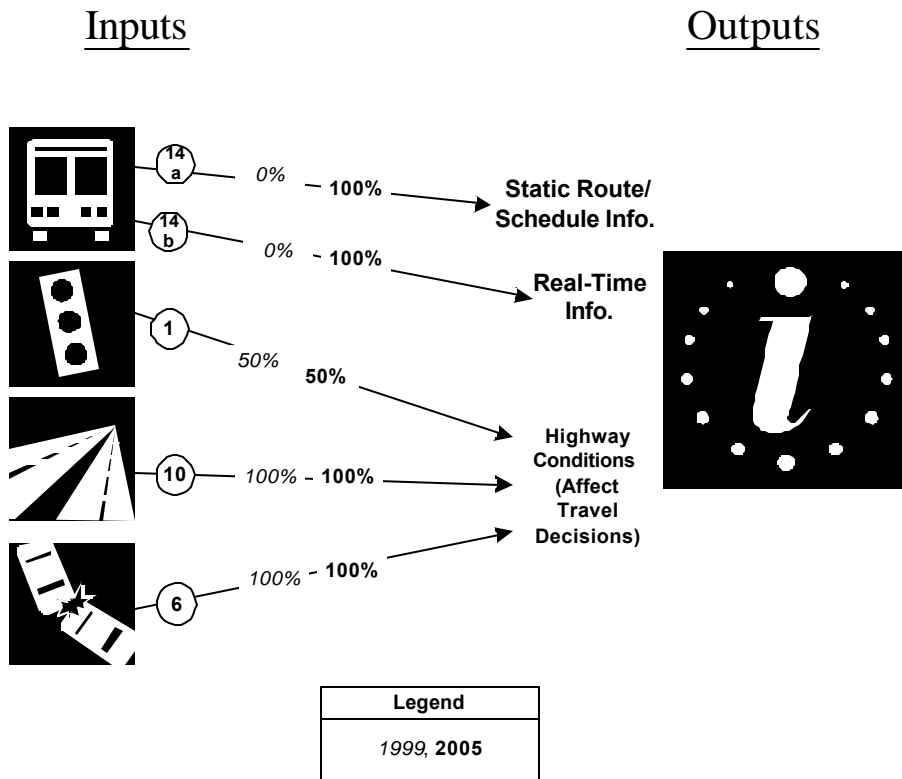 Inputs
Outputs
14
a
0% - 100%
Static Route/
Schedule Info.
14
b
0% - 100%
Real-Time
Info.
1
50%
50%
Highway
Conditions
(Affect
Travel
Decisions)
10
100% - 100%
6
100% - 100%
i
Legend
1999, 2005